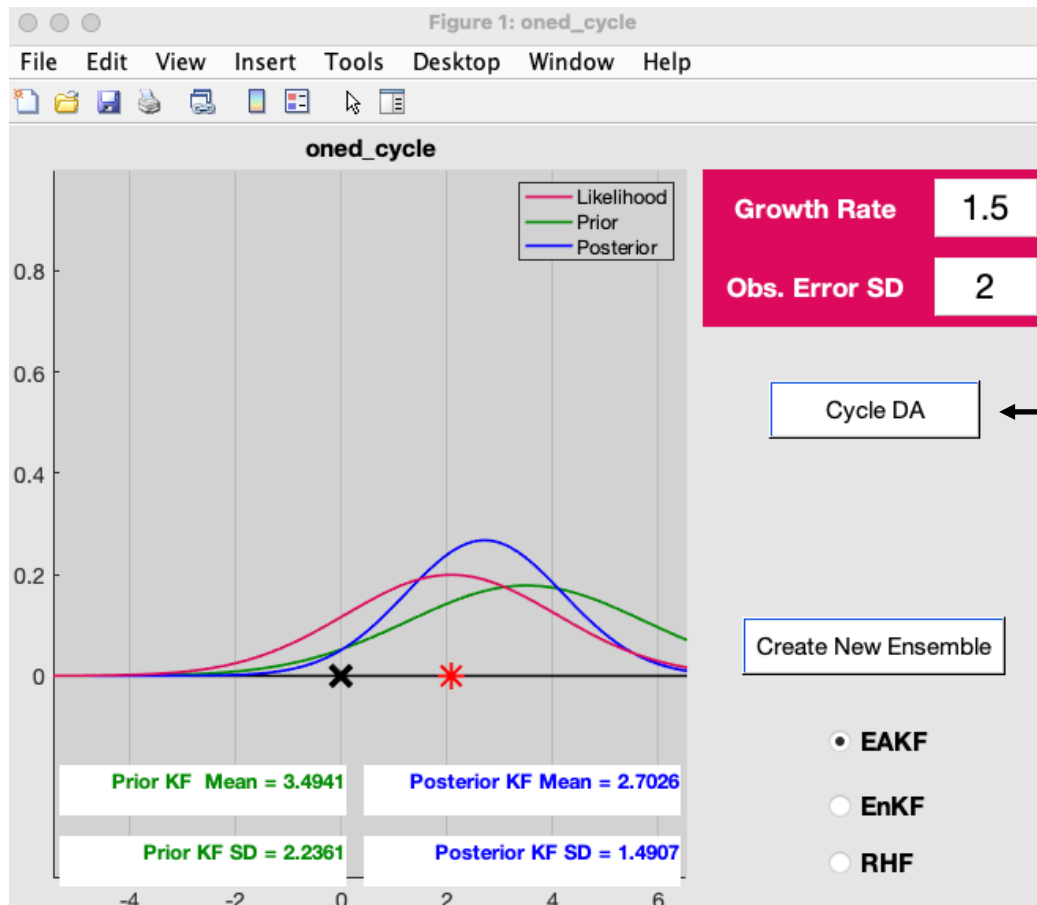 Figure 1: oned_cycle
File Edit View Insert Tools Desktop Window Help
oned_cycle
Likelihood
Prior
Posterior
0.8
0.6
0.4
0.2
0
Prior KF Mean = 3.4941
Posterior KF Mean = 2.7026
Prior KF SD = 2.2361
Posterior KF SD = 1.4907
-4 -2 0 2 4 6
Growth Rate 1.5
Obs. Error SD 2
Cycle DA
Create New Ensemble
EAKF
EnKF
RHF